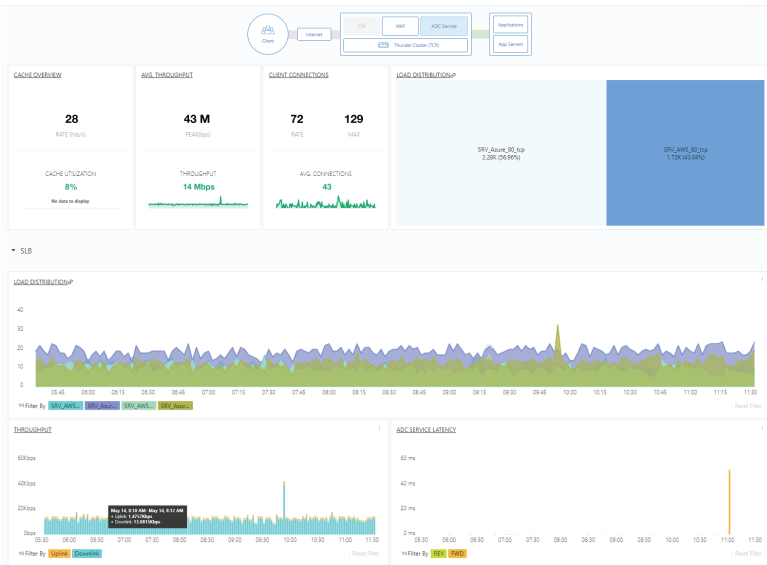 FW
WAF
ADC Service
Applications
Client
Internet
Thunder Cluster (TCP)
App Servers
CACHE OVERVIEW
AVG. THROUGHPUT
CLIENT CONNECTIONS
LOAD DISTRIBUTION
28
43 M
72
129
RATE (hits/s)
PEAK(bps)
RATE
MAX
SRV_Azure_80_tcp
2.28K (56.96%)
SRV_AWS_80_tcp
1.72K (43.04%)
CACHE UTILIZATION
THROUGHPUT
AVG. CONNECTIONS
8%
14 Mbps
43
No data to display
SLB
LOAD DISTRIBUTION
40
30
20
10
0
05:45 06:00 06:15 06:30 06:45 07:00 07:15 07:30 07:45 08:00 08:15 08:30 08:45 09:00 09:15 09:30 09:45 10:00 10:15 10:30 10:45 11:00 11:15 11:30
Filter By SRV_AWS... SRV_Azur... SRV_AWS... SRV_Azur...
Reset Filter
THROUGHPUT
60Kbps
40Kbps
20Kbps
0bps
May 14, 8:10 AM- May 14, 8:12 AM
Uplink: 1.4757Kbps
Downlink: 13.0815Kbps
05:30 06:00 06:30 07:00 07:30 08:00 08:30 09:00 09:30 10:00 10:30 11:00 11:30
Filter By Uplink Downlink
Reset Filter
ADC SERVICE LATENCY
60 ms
40 ms
20 ms
0 ms
05:30 06:00 06:30 07:00 07:30 08:00 08:30 09:00 09:30 10:00 10:30 11:00 11:30
Filter By REV FWD
Reset Filter